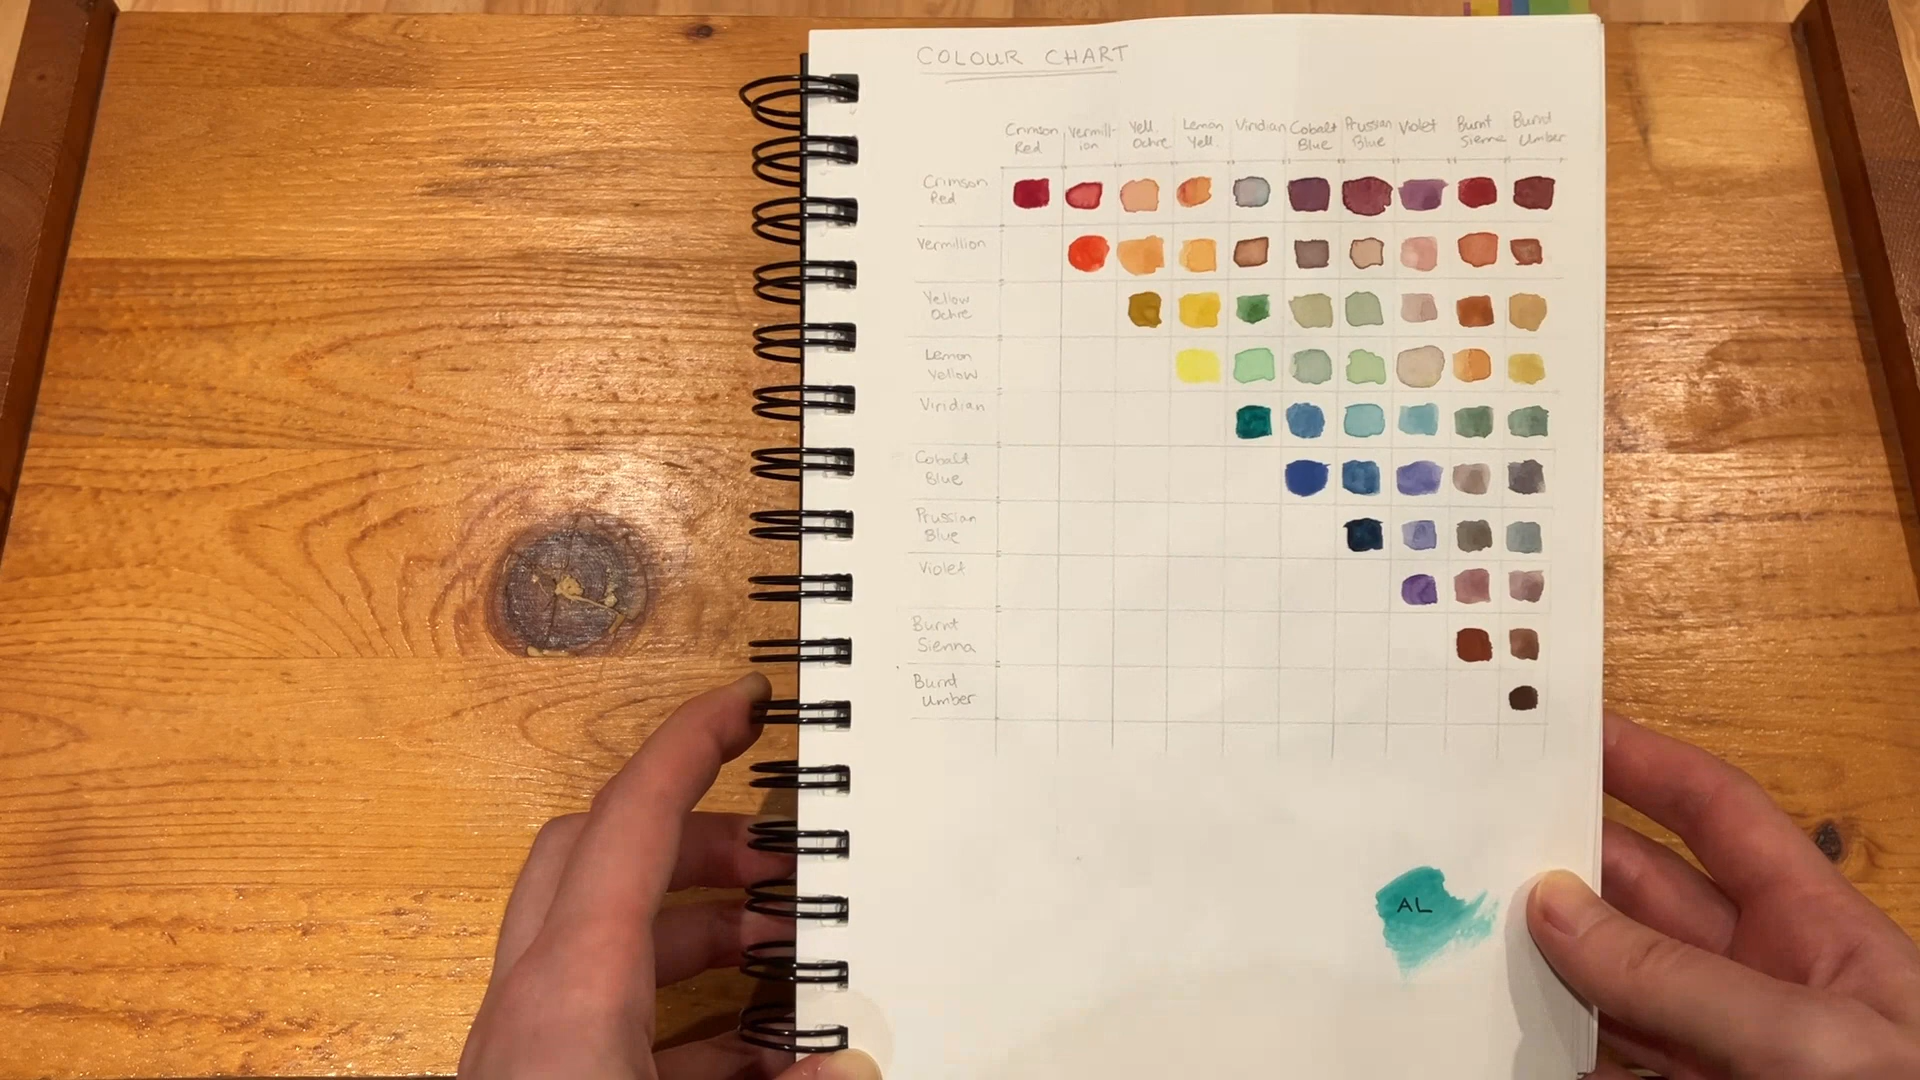 COLOUR CHART
Crimson Red
Vermill-ion
Yell. Ochre
Lemon Yell.
Viridian
Cobalt Blue
Prussian Blue
Violet
Burnt Sienna
Burnt Umber
Crimson
Red
Vermillion
Yellow
Ochre
Lemon
Yellow
Viridian
Cobalt
Blue
Prussian
Blue
Violet
Burnt
Sienna
Burnt
Umber
AL